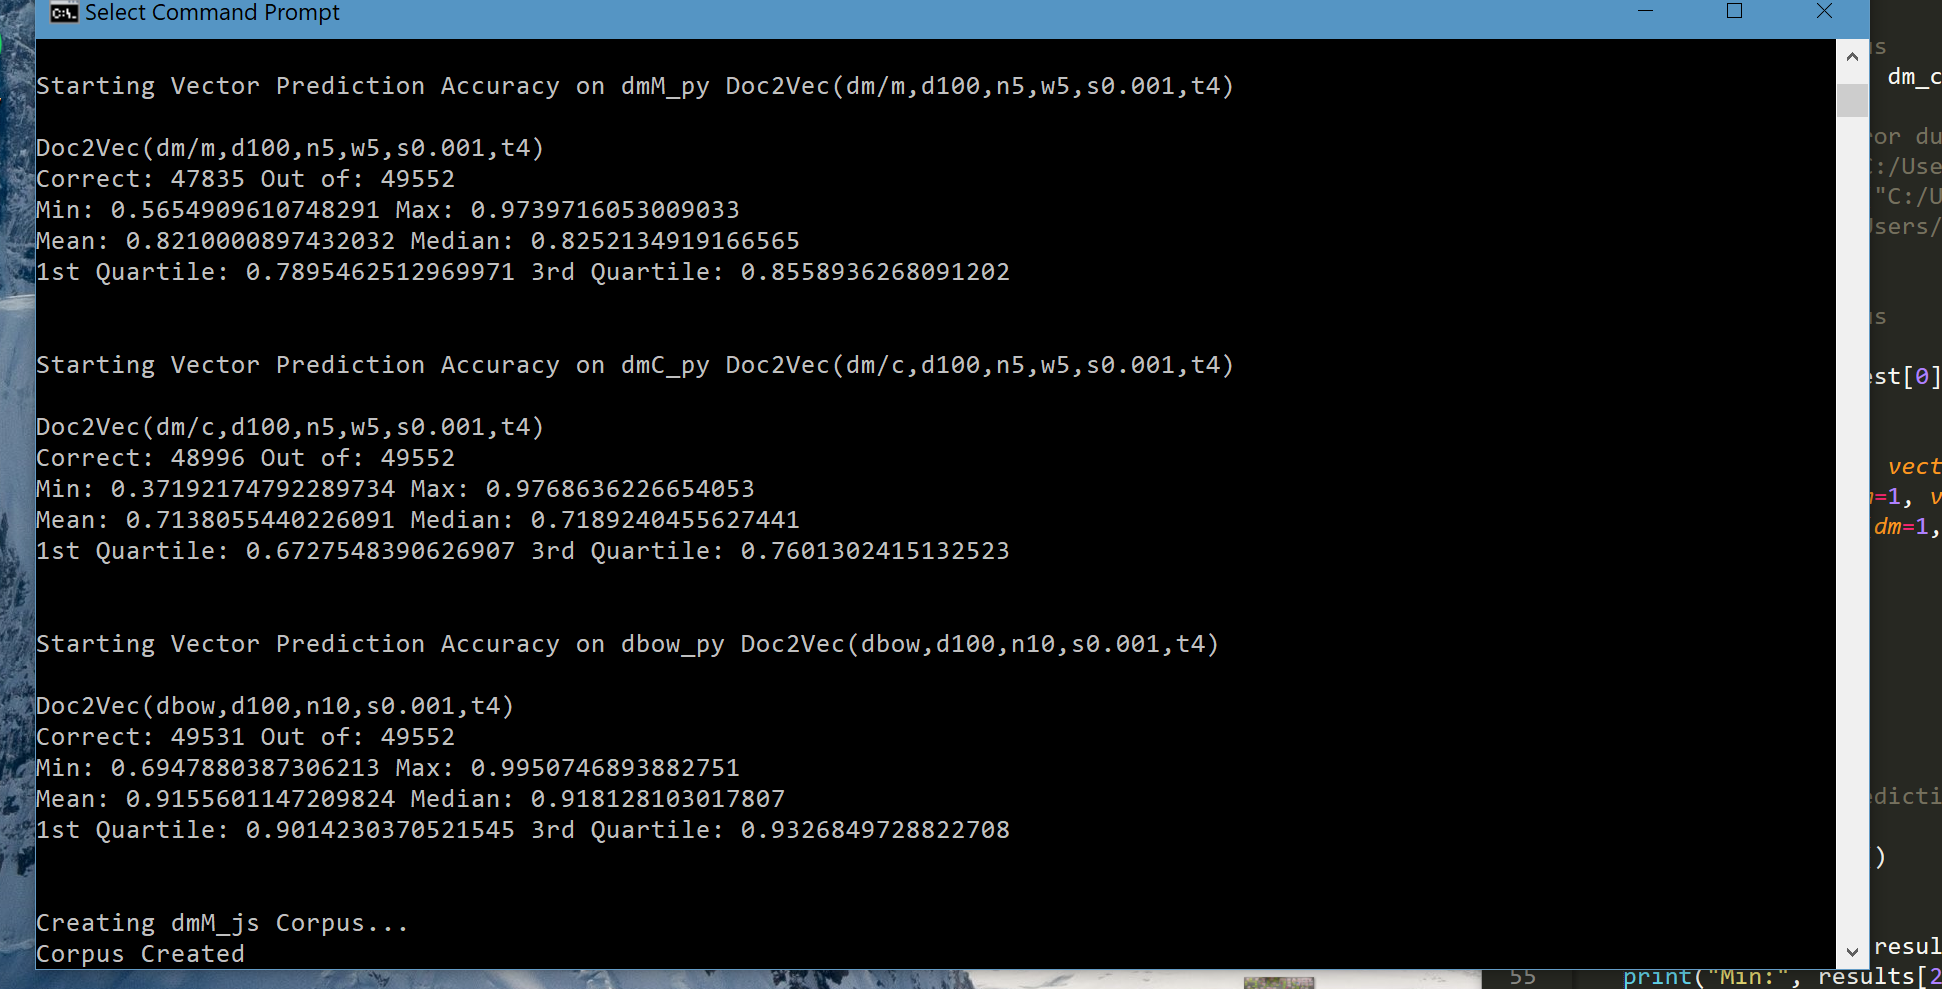 Select Command Prompt
Starting Vector Prediction Accuracy on dmM_py Doc2Vec(dm/m,d100,n5,w5,s0.001,t4)
Doc2Vec(dm/m,d100,n5,w5,s0.001,t4)
Correct: 47835 Out of: 49552
Min: 0.5654909610748291 Max: 0.9739716053009033
Mean: 0.8210000897432032 Median: 0.8252134919166565
1st Quartile: 0.7895462512969971 3rd Quartile: 0.8558936268091202
Starting Vector Prediction Accuracy on dmC_py Doc2Vec(dm/c,d100,n5,w5,s0.001,t4)
Doc2Vec(dm/c,d100,n5,w5,s0.001,t4)
Correct: 48996 Out of: 49552
Min: 0.37192174792289734 Max: 0.9768636226654053
Mean: 0.7138055440226091 Median: 0.7189240455627441
1st Quartile: 0.6727548390626907 3rd Quartile: 0.7601302415132523
Starting Vector Prediction Accuracy on dbow_py Doc2Vec(dbow,d100,n10,s0.001,t4)
Doc2Vec(dbow,d100,n10,s0.001,t4)
Correct: 49531 Out of: 49552
Min: 0.6947880387306213 Max: 0.9950746893882751
Mean: 0.9155601147209824 Median: 0.918128103017807
1st Quartile: 0.9014230370521545 3rd Quartile: 0.9326849728822708
Creating dmM_js Corpus...
Corpus Created
dm_c
ror du
C:/Use
"C:/U
Users/
est[0]
vect
=1, v
dm=1,
edicti
)
resul
55 print("Min:", results[2